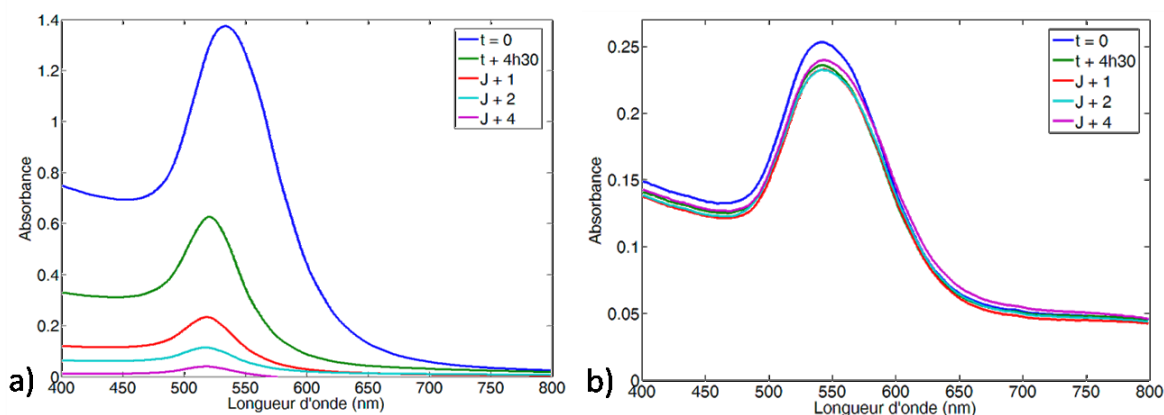 a)
Absorbance
1.4
1.2
1
0.8
0.6
0.4
0.2
0
400 450 500 550 600 650 700 750 800
Longueur d'onde (nm)
t = 0
t + 4h30
J + 1
J + 2
J + 4
b)
Absorbance
0.25
0.2
0.15
0.1
0.05
0
400 450 500 550 600 650 700 750 800
Longueur d'onde (nm)
t = 0
t + 4h30
J + 1
J + 2
J + 4